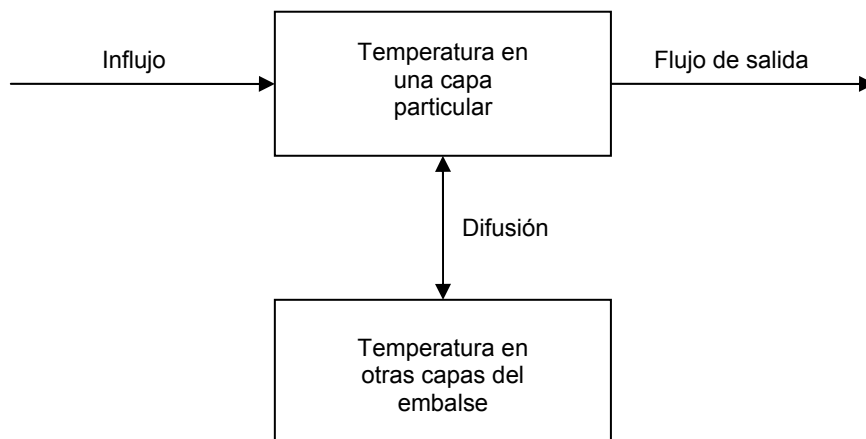 Influjo
Temperatura en
una capa
particular
Flujo de salida
Difusión
Temperatura en
otras capas del
embalse